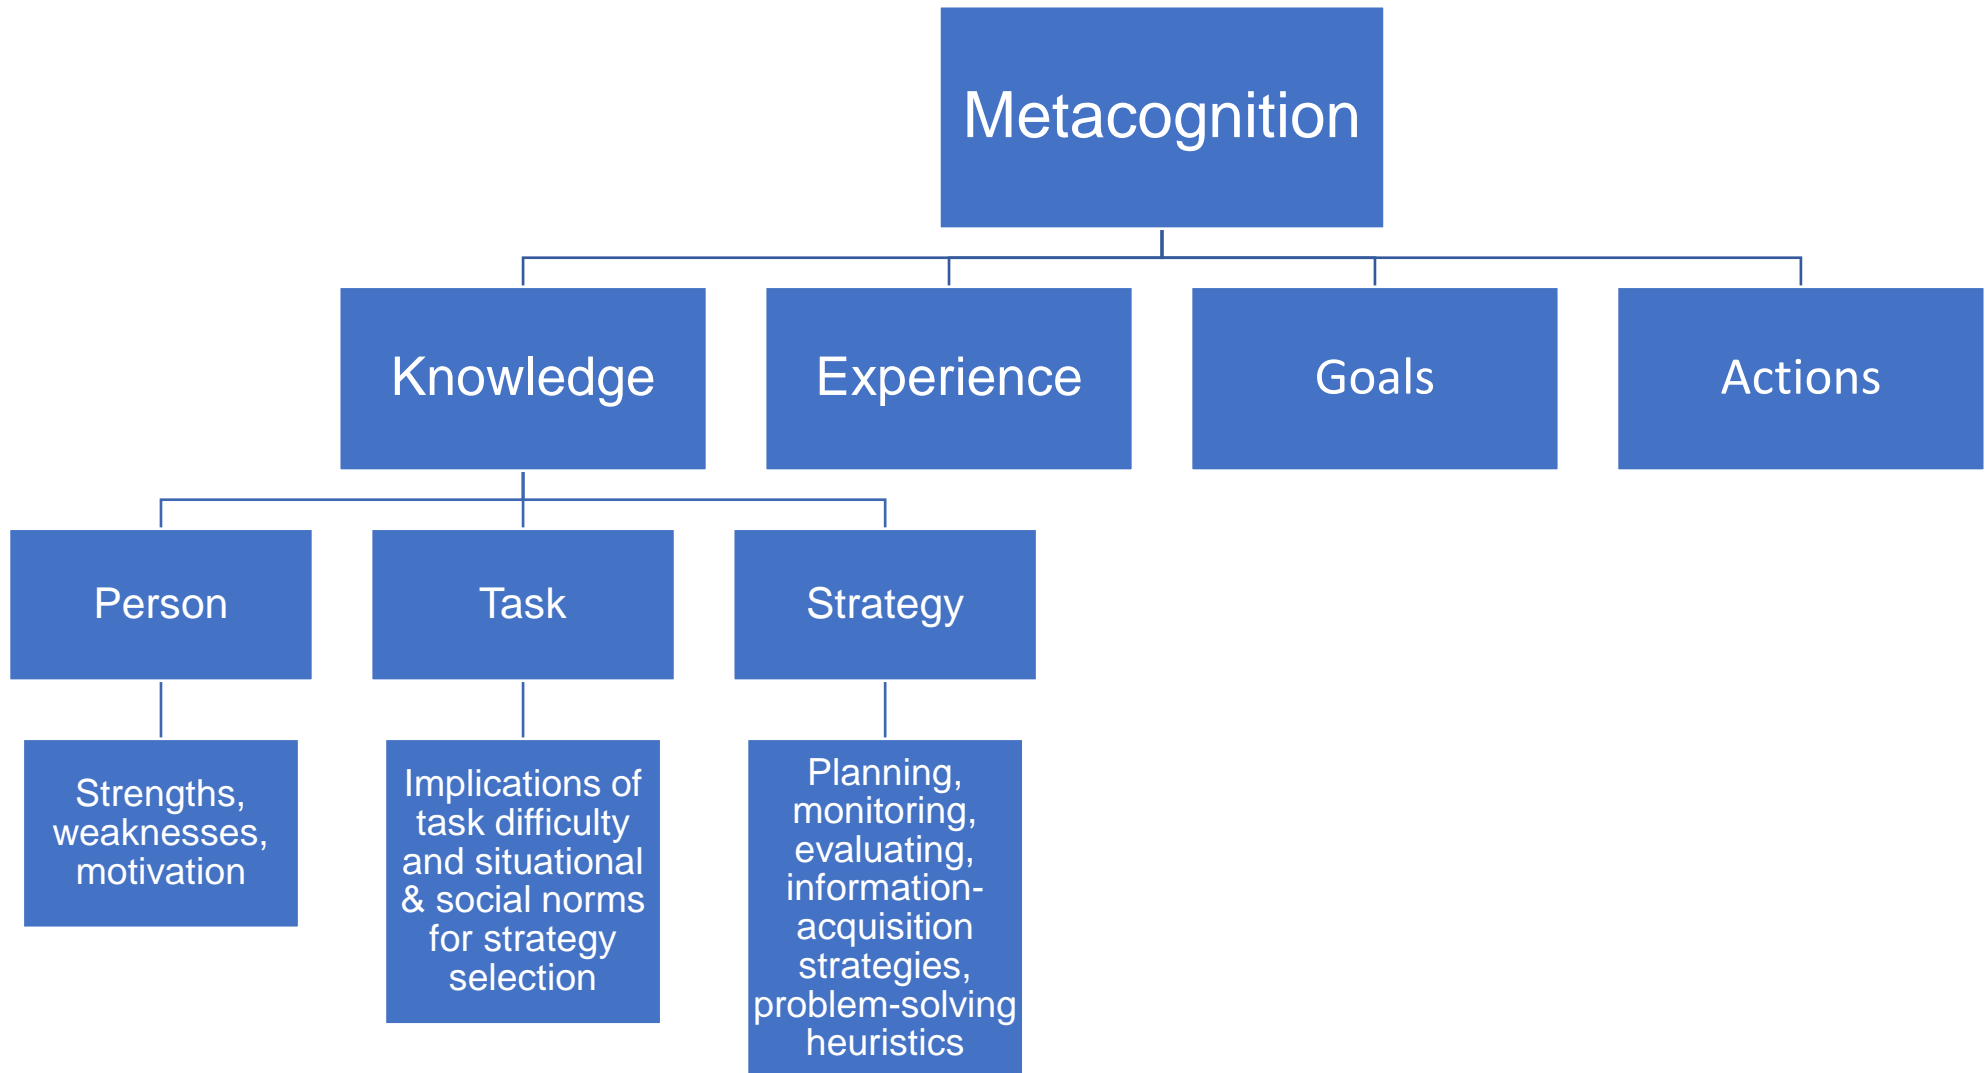 Metacognition
Knowledge
Experience
Goals
Actions
Person
Task
Strategy
Strengths,
weaknesses,
motivation
Implications of
task difficulty
and situational
& social norms
for strategy
selection
Planning,
monitoring,
evaluating,
information-
acquisition
strategies,
problem-solving
heuristics